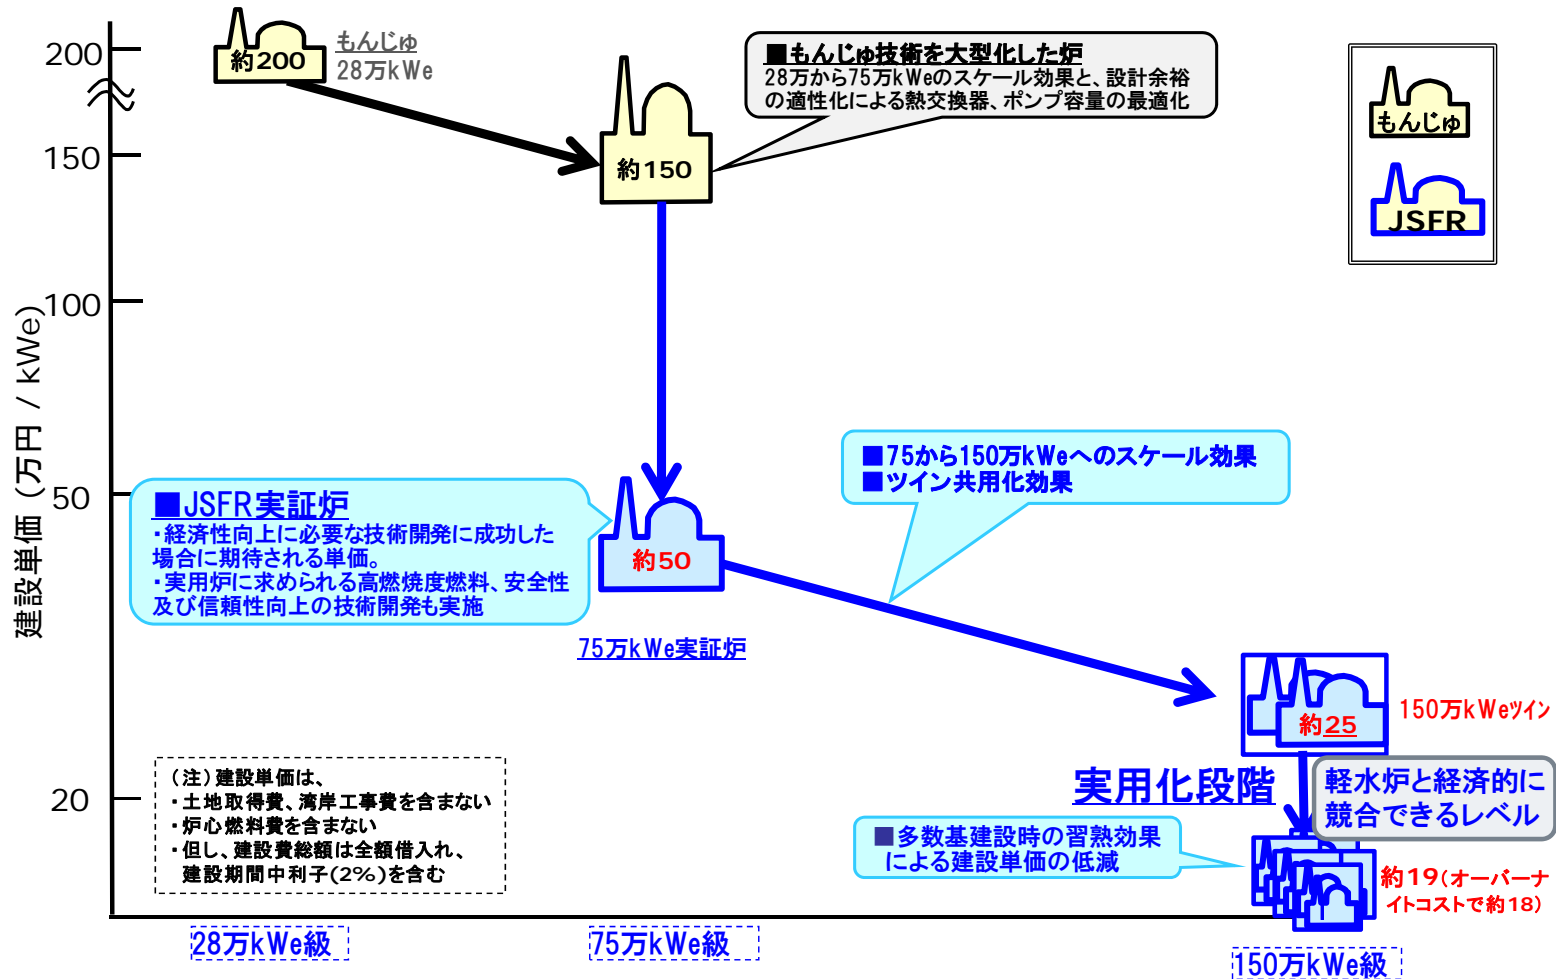 200
150
100
50
20
建設単価 (万円 / kWe)
約200
もんじゅ
28万kWe
■もんじゅ技術を大型化した炉
28万から75万kWeのスケール効果と、設計余裕
の適性化による熱交換器、ポンプ容量の最適化
もんじゅ
JSFR
約150
■75から150万kWeへのスケール効果
■ツイン共用化効果
■JSFR実証炉
・経済性向上に必要な技術開発に成功した
場合に期待される単価。
・実用炉に求められる高燃焼度燃料、安全性
及び信頼性向上の技術開発も実施
約50
75万kWe実証炉
約25
150万kWeツイン
実用化段階
軽水炉と経済的に
競合できるレベル
(注)建設単価は、
・土地取得費、湾岸工事費を含まない
・炉心燃料費を含まない
・但し、建設費総額は全額借入れ、
建設期間中利子(2%)を含む
■多数基建設時の習熟効果
による建設単価の低減
約19(オーバーナ
イトコストで約18)
28万kWe級
75万kWe級
150万kWe級